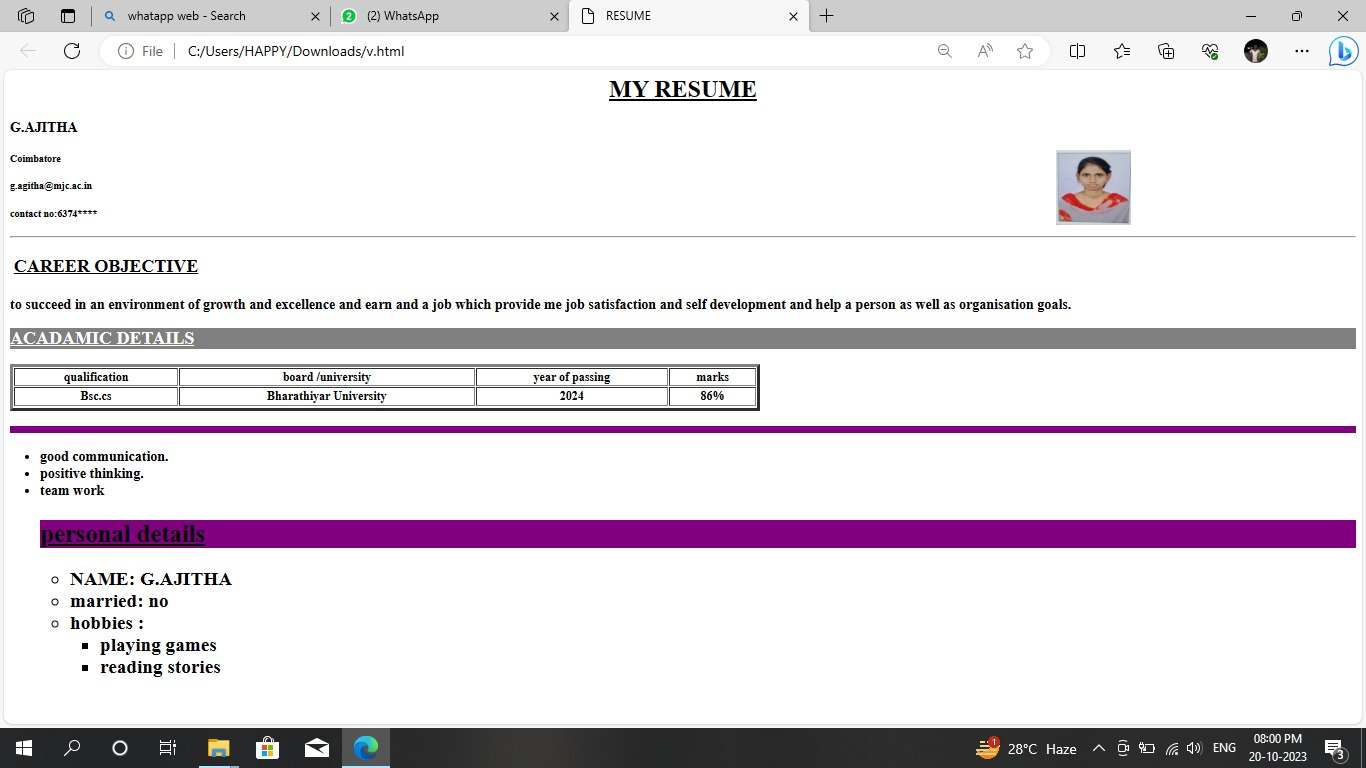 whatapp web - Search
(2) WhatsApp
RESUME
File
C:/Users/HAPPY/Downloads/v.html
MY RESUME
G.AJITHA
Coimbatore
g.agitha@mjc.ac.in
contact no:6374****
CAREER OBJECTIVE
to succeed in an environment of growth and excellence and earn and a job which provide me job satisfaction and self development and help a person as well as organisation goals.
ACADAMIC DETAILS
qualification board /university year of passing marks
Bsc.cs Bharathiyar University 2024 86%
good communication.
positive thinking.
team work
personal details
NAME: G.AJITHA
married: no
hobbies :
playing games
reading stories
1 28°C Haze ENG 08:00 PM
20-10-2023 3